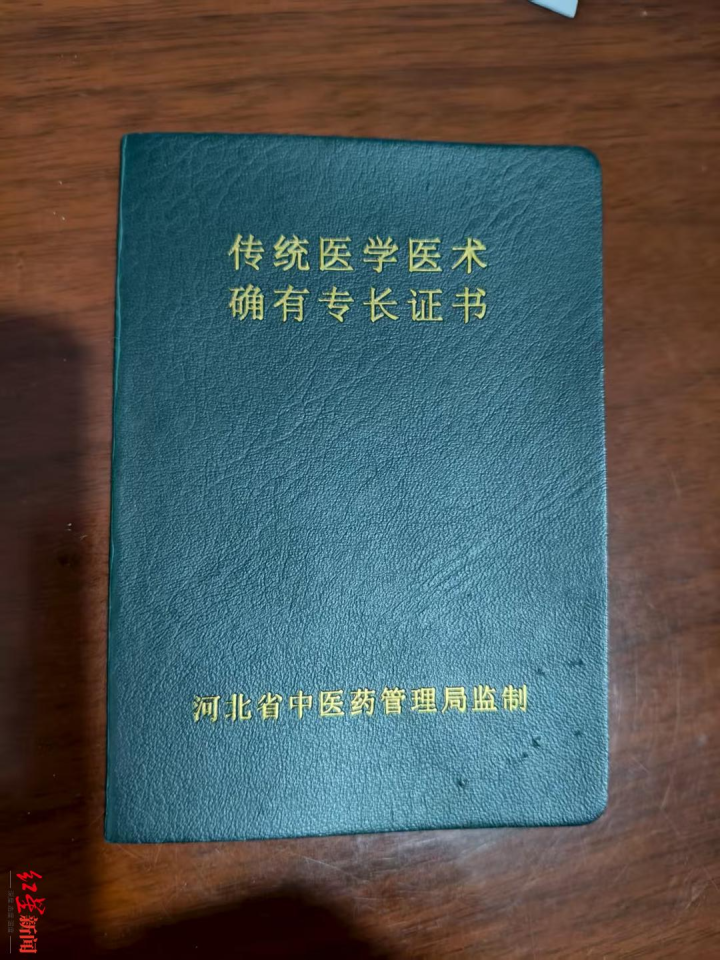 传统医学医术
确有专长证书
河北省中医药管理局监制
红星新闻